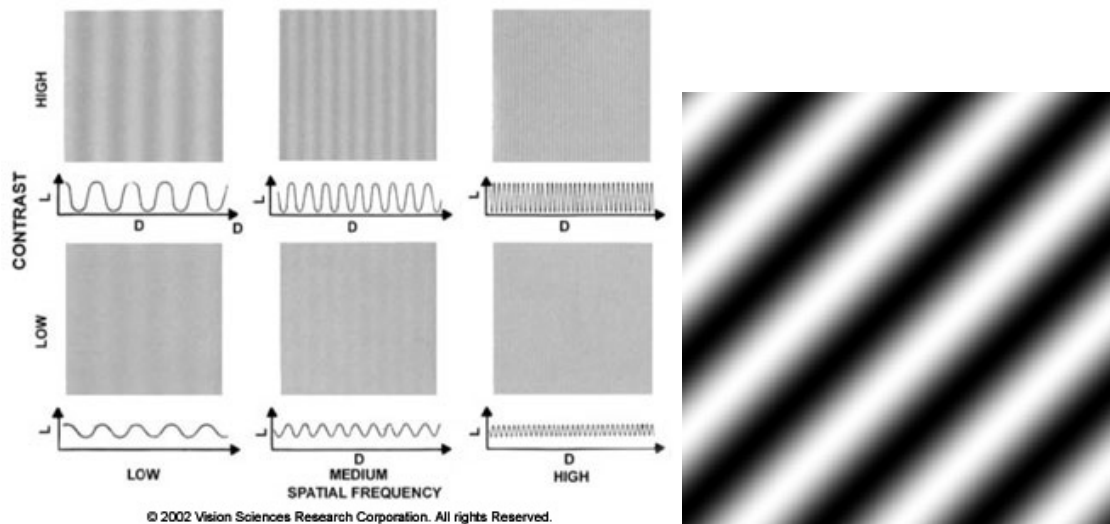 HIGH
L
D
D
L
D
L
D
CONTRAST
LOW
L
L
D
L
D
LOW
MEDIUM
HIGH
SPATIAL FREQUENCY
© 2002 Vision Sciences Research Corporation. All rights Reserved.